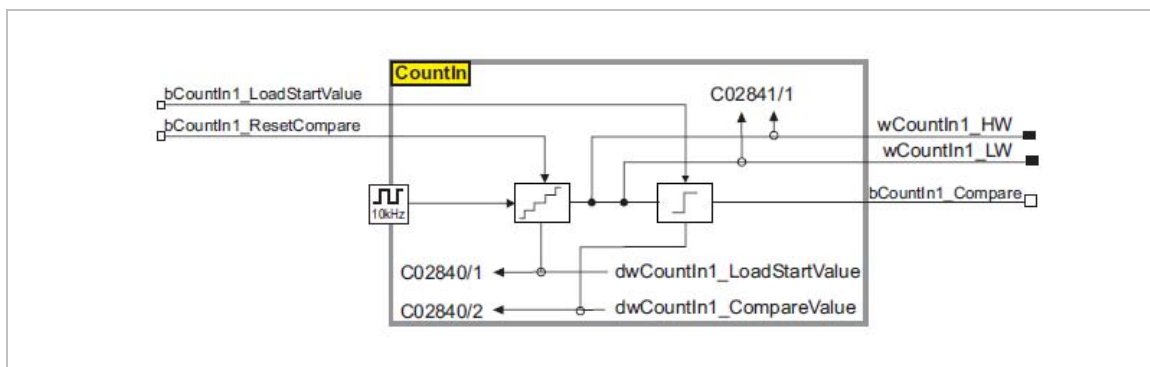 CountIn
bCountIn1_LoadStartValue
C02841/1
bCountIn1_ResetCompare
wCountIn1_HW
wCountIn1_LW
bCountIn1_Compare
10kHz
C02840/1
dwCountIn1_LoadStartValue
C02840/2
dwCountIn1_CompareValue